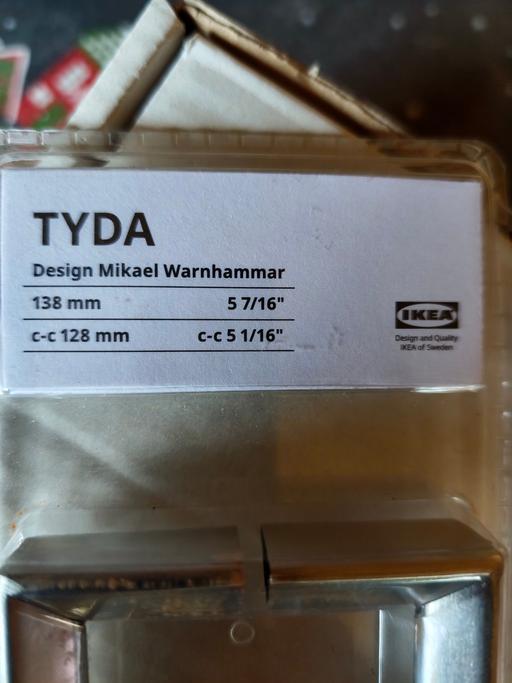 TYDA
Design Mikael Warnhammar
138 mm 5 7/16"
c-c 128 mm c-c 5 1/16"
IKEA
Design and Quality
IKEA of Sweden